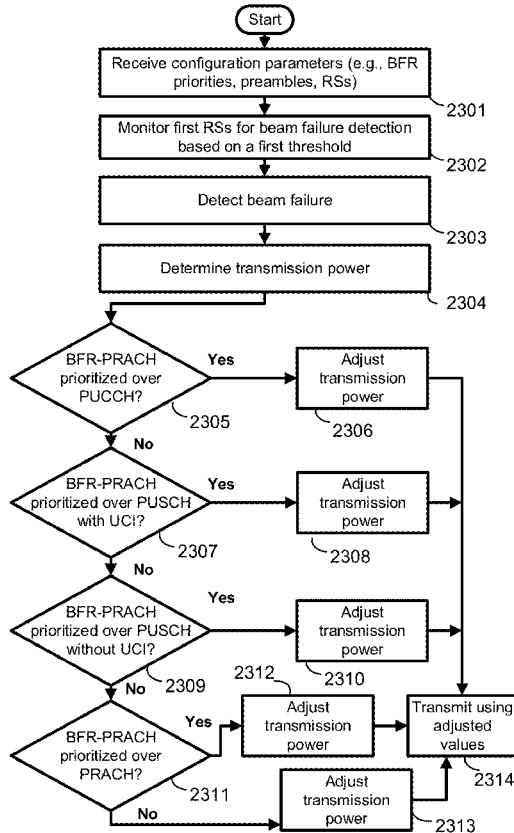 Start
Receive configuration parameters (e.g., BFR
priorities, preambles, RSs)
2301
Monitor first RSs for beam failure detection
based on a first threshold
2302
Detect beam failure
2303
Determine transmission power
2304
BFR-PRACH
prioritized over
PUCCH?
2305
Yes
Adjust
transmission
power
2306
No
BFR-PRACH
prioritized over PUSCH
with UCI?
2307
Yes
Adjust
transmission
power
2308
No
BFR-PRACH
prioritized over PUSCH
without UCI?
2309
Yes
Adjust
transmission
power
2310
No
BFR-PRACH
prioritized over
PRACH?
2311
Yes
2312
Adjust
transmission
power
Transmit using
adjusted
values
2314
No
Adjust
transmission
power
2313